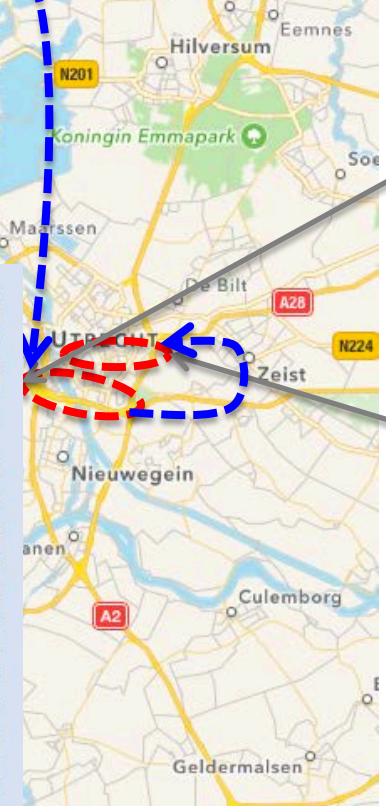 Eemnes
Hilversum
N201
Koningin Emmapark
Soe
Maarssen
De Bilt
A28
UTRECHT
N224
Zeist
Nieuwegein
anen
Culemborg
A2
Geldermalsen